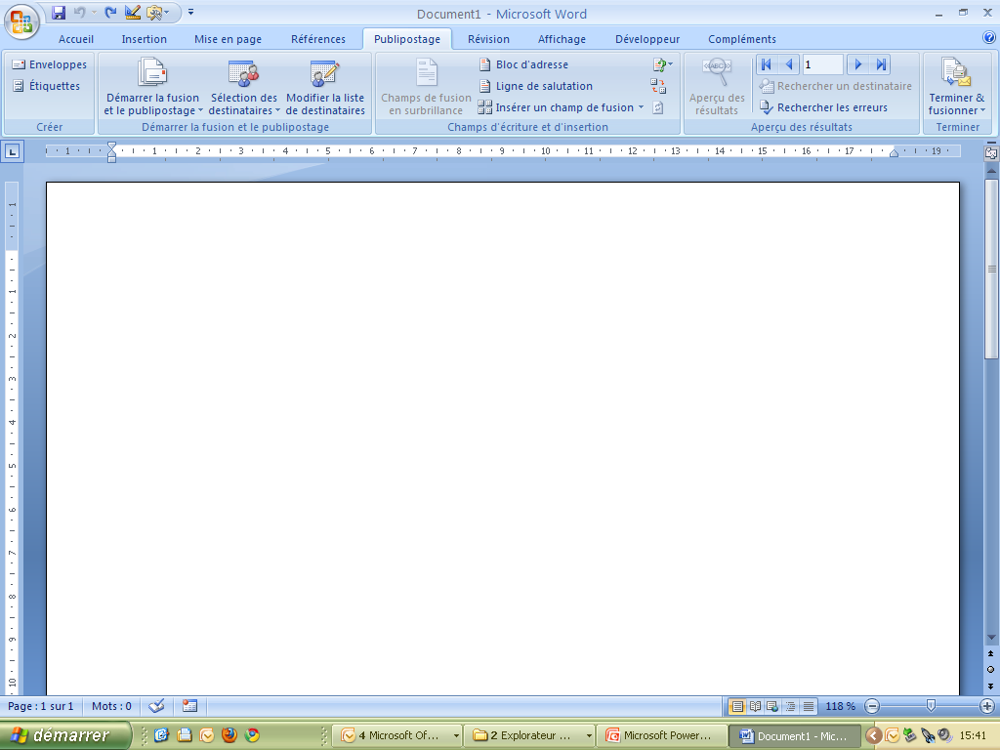 Document1 - Microsoft Word
Accueil Insertion Mise en page Références Publipostage Révision Affichage Développeur Compléments
Enveloppes
Étiquettes
Créer
Démarrer la fusion
et le publipostage
Sélection des
destinataires
Modifier la liste
de destinataires
Démarrer la fusion et le publipostage
Champs de fusion
en surbrillance
Bloc d'adresse
Ligne de salutation
Insérer un champ de fusion
Champs d'écriture et d'insertion
Aperçu des
résultats
ABC
1
Rechercher un destinataire
Rechercher les erreurs
Aperçu des résultats
Terminer &
fusionner
Terminer
1 1 2 3 4 5 6 7 8 9 10 11 12 13 14 15 16 17 19
1
1
2
3
4
5
6
7
8
9
10
Page : 1 sur 1 Mots : 0 118 %
démarrer 4 Microsoft Of... 2 Explorateur ... Microsoft Power... Document1 - Mic... 15:41